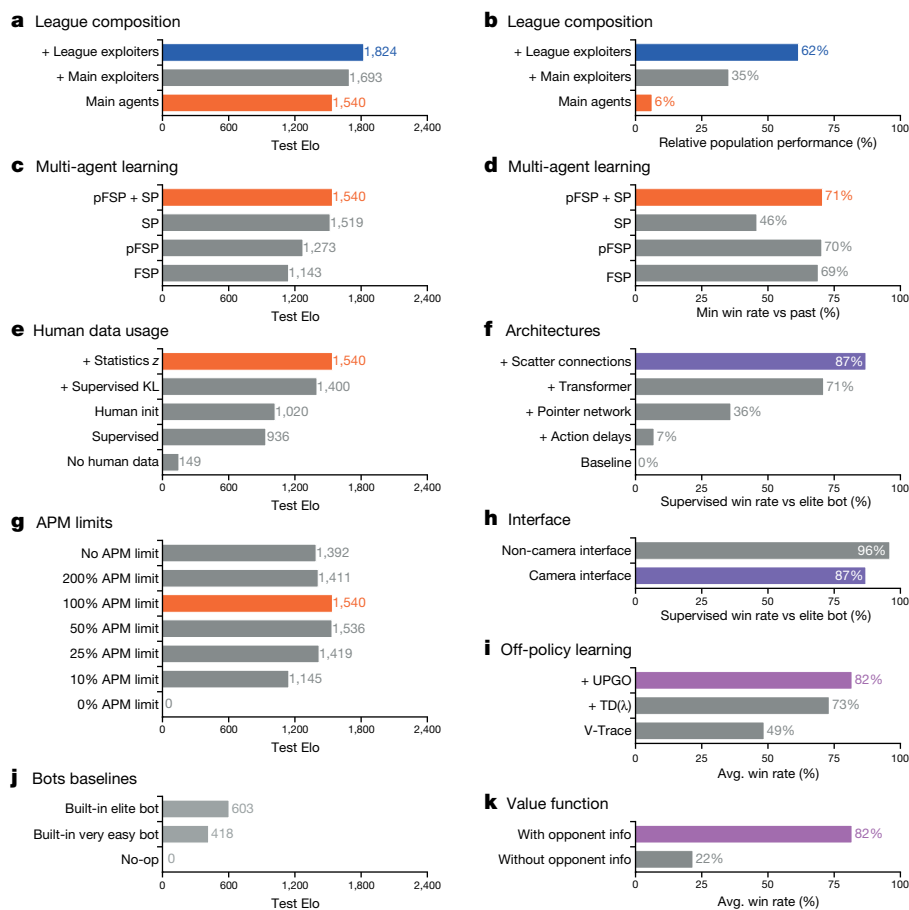 a League composition
+ League exploiters 1,824
+ Main exploiters 1,693
Main agents 1,540
0 600 1,200 1,800 2,400
Test Elo
b League composition
+ League exploiters 62%
+ Main exploiters 35%
Main agents 6%
0 25 50 75 100
Relative population performance (%)
c Multi-agent learning
pFSP + SP 1,540
SP 1,519
pFSP 1,273
FSP 1,143
0 600 1,200 1,800 2,400
Test Elo
d Multi-agent learning
pFSP + SP 71%
SP 46%
pFSP 70%
FSP 69%
0 25 50 75 100
Min win rate vs past (%)
e Human data usage
+ Statistics z 1,540
+ Supervised KL 1,400
Human init 1,020
Supervised 936
No human data 149
0 600 1,200 1,800 2,400
Test Elo
f Architectures
+ Scatter connections 87%
+ Transformer 71%
+ Pointer network 36%
+ Action delays 7%
Baseline 0%
0 25 50 75 100
Supervised win rate vs elite bot (%)
g APM limits
No APM limit 1,392
200% APM limit 1,411
100% APM limit 1,540
50% APM limit 1,536
25% APM limit 1,419
10% APM limit 1,145
0% APM limit 0
0 600 1,200 1,800 2,400
Test Elo
h Interface
Non-camera interface 96%
Camera interface 87%
0 25 50 75 100
Supervised win rate vs elite bot (%)
i Off-policy learning
+ UPGO 82%
+ TD(λ) 73%
V-Trace 49%
0 25 50 75 100
Avg. win rate (%)
j Bots baselines
Built-in elite bot 603
Built-in very easy bot 418
No-op 0
0 600 1,200 1,800 2,400
Test Elo
k Value function
With opponent info 82%
Without opponent info 22%
0 25 50 75 100
Avg. win rate (%)